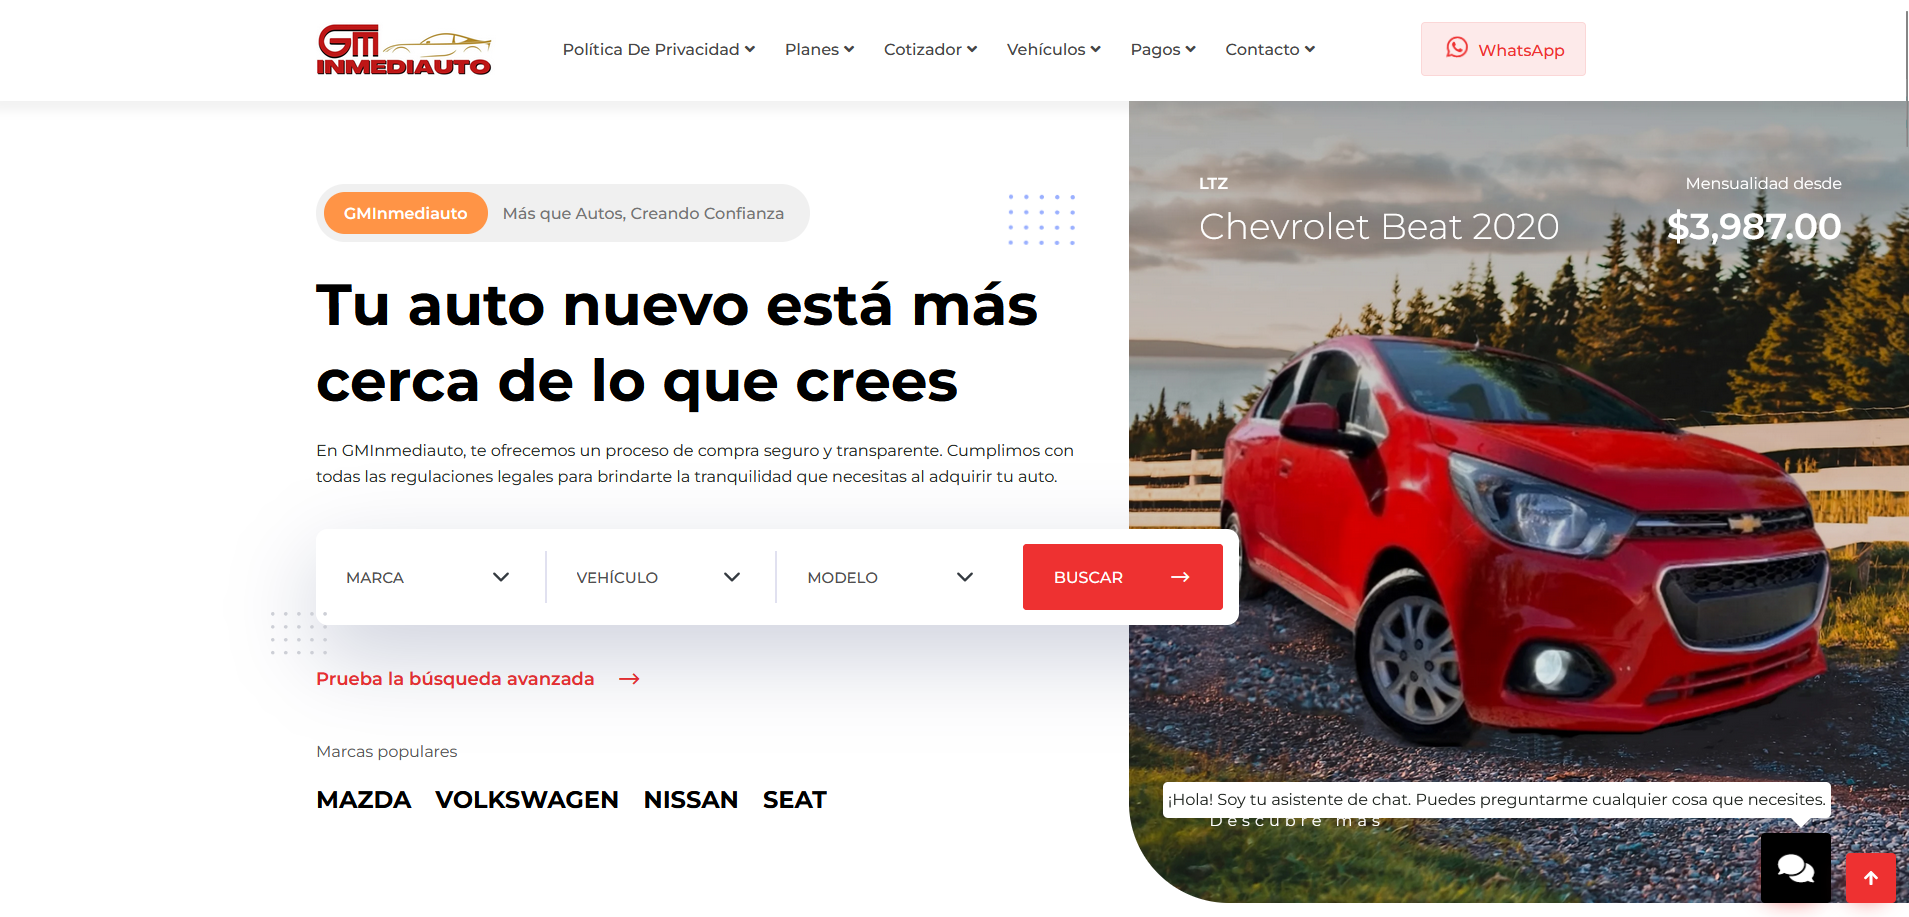 GM
INMEDIAUTO
Política De Privacidad
Planes
Cotizador
Vehículos
Pagos
Contacto
WhatsApp
GMInmediauto
Más que Autos, Creando Confianza
Tu auto nuevo está más
cerca de lo que crees
En GMInmediauto, te ofrecemos un proceso de compra seguro y transparente. Cumplimos con
todas las regulaciones legales para brindarte la tranquilidad que necesitas al adquirir tu auto.
MARCA
VEHÍCULO
MODELO
BUSCAR
Prueba la búsqueda avanzada
Marcas populares
MAZDA VOLKSWAGEN NISSAN SEAT
LTZ
Chevrolet Beat 2020
Mensualidad desde
$3,987.00
¡Hola! Soy tu asistente de chat. Puedes preguntarme cualquier cosa que necesites.
Descubre más